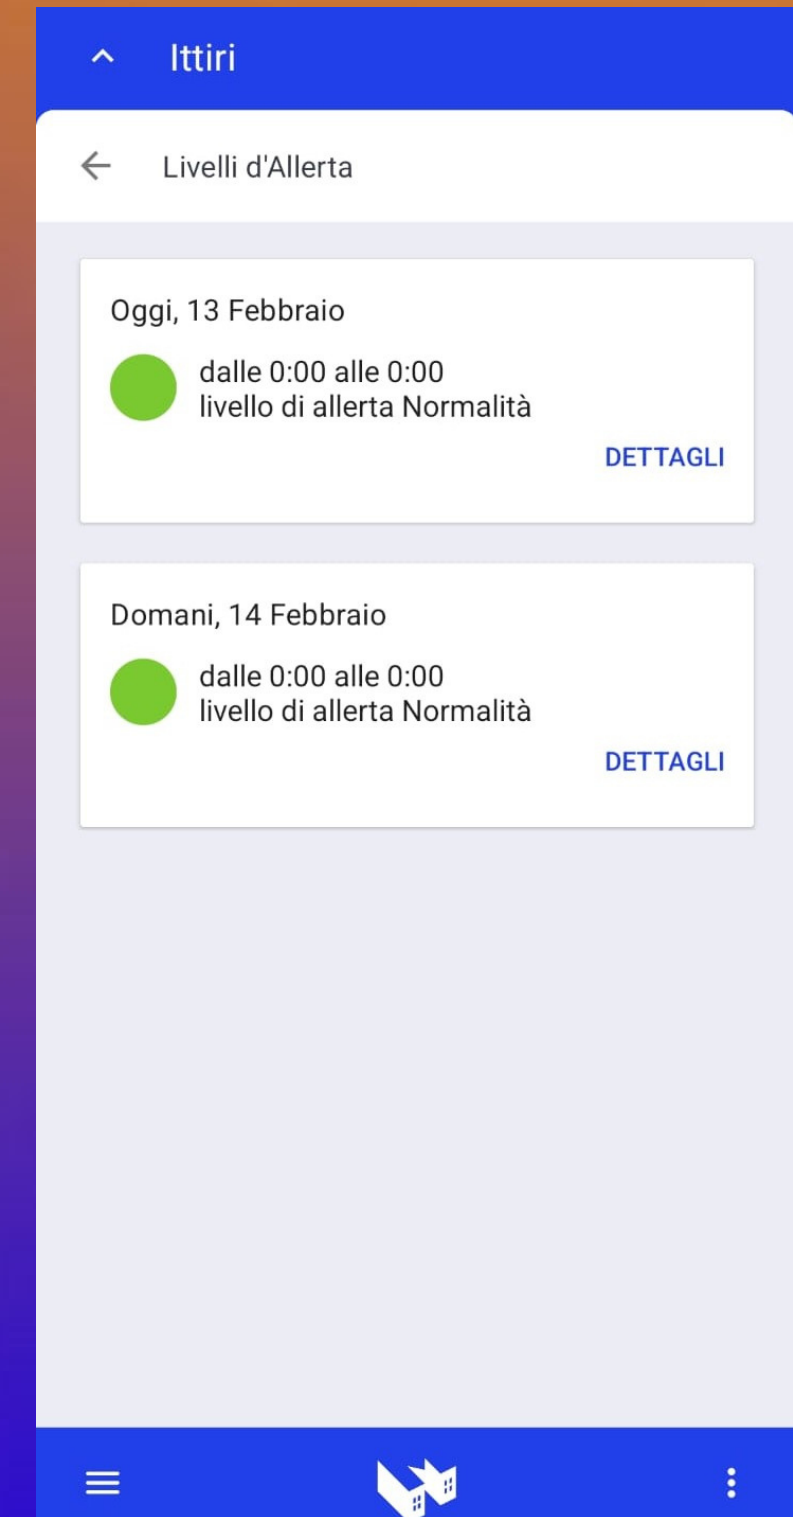 Ittiri
Livelli d'Allerta
Oggi, 13 Febbraio
dalle 0:00 alle 0:00
livello di allerta Normalità
DETTAGLI
Domani, 14 Febbraio
dalle 0:00 alle 0:00
livello di allerta Normalità
DETTAGLI